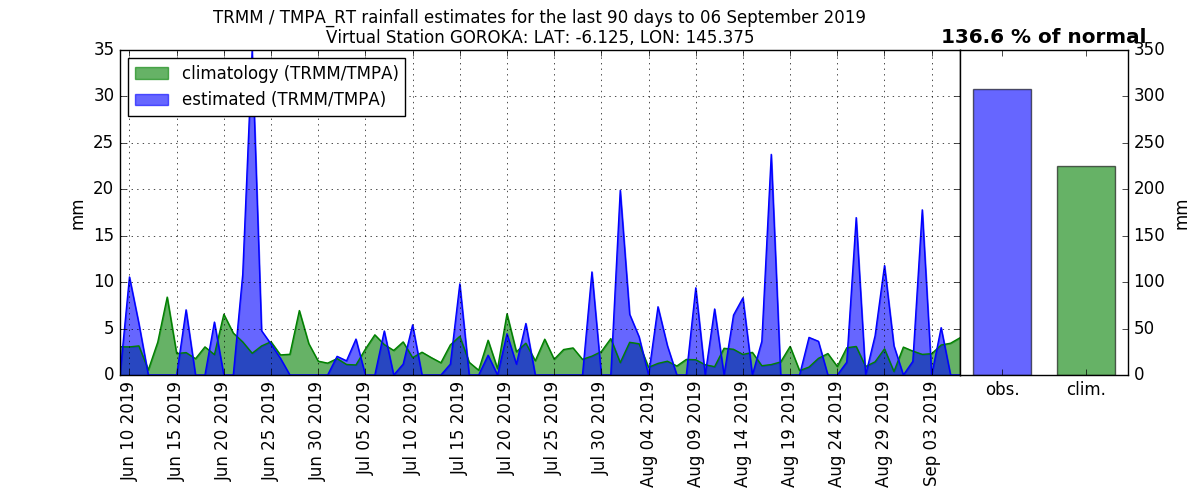 TRMM / TMPA_RT rainfall estimates for the last 90 days to 06 September 2019
Virtual Station GOROKA: LAT: -6.125, LON: 145.375
136.6 % of normal
climatology (TRMM/TMPA)
estimated (TRMM/TMPA)
35
30
25
20
15
10
5
0
mm
350
300
250
200
150
100
50
0
mm
obs.
clim.
Jun 10 2019
Jun 15 2019
Jun 20 2019
Jun 25 2019
Jun 30 2019
Jul 05 2019
Jul 10 2019
Jul 15 2019
Jul 20 2019
Jul 25 2019
Jul 30 2019
Aug 04 2019
Aug 09 2019
Aug 14 2019
Aug 19 2019
Aug 24 2019
Aug 29 2019
Sep 03 2019